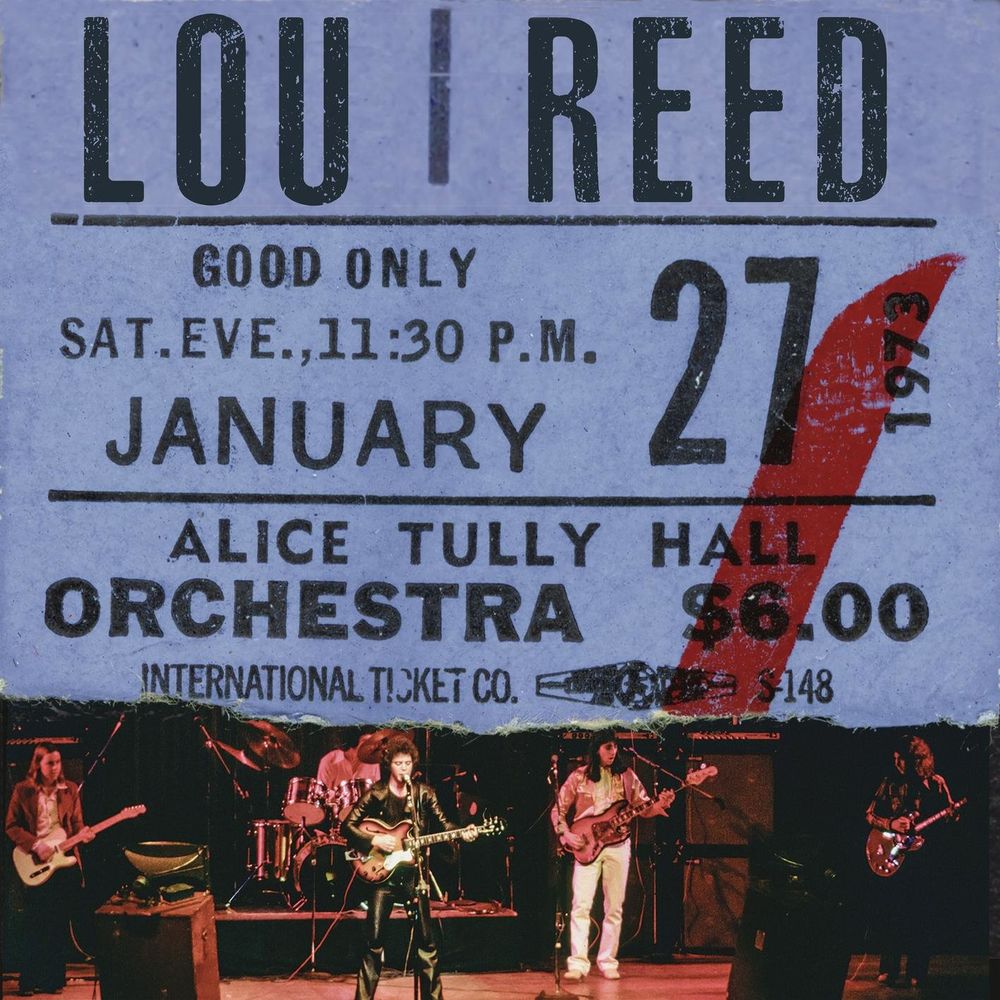 LOU REED
GOOD ONLY
SAT.EVE.,11:30 P.M.
JANUARY 27 1973
ALICE TULLY HALL
ORCHESTRA $6.00
INTERNATIONAL TICKET CO. S-148